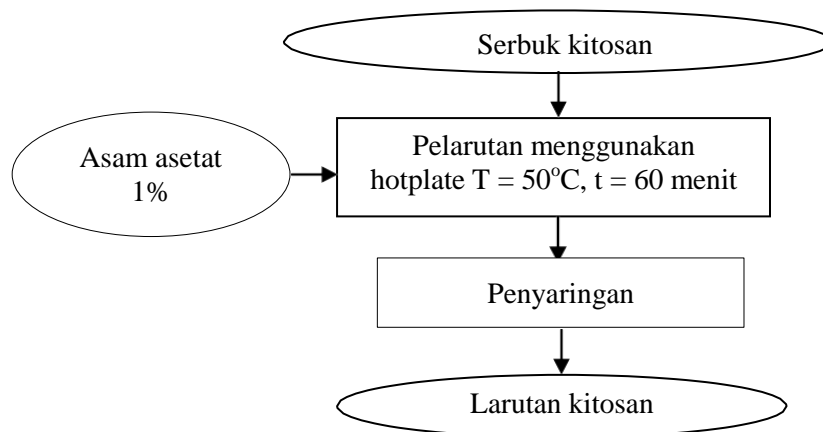 Serbuk kitosan
Asam asetat
1%
Pelarutan menggunakan
hotplate T = 50°C, t = 60 menit
Penyaringan
Larutan kitosan